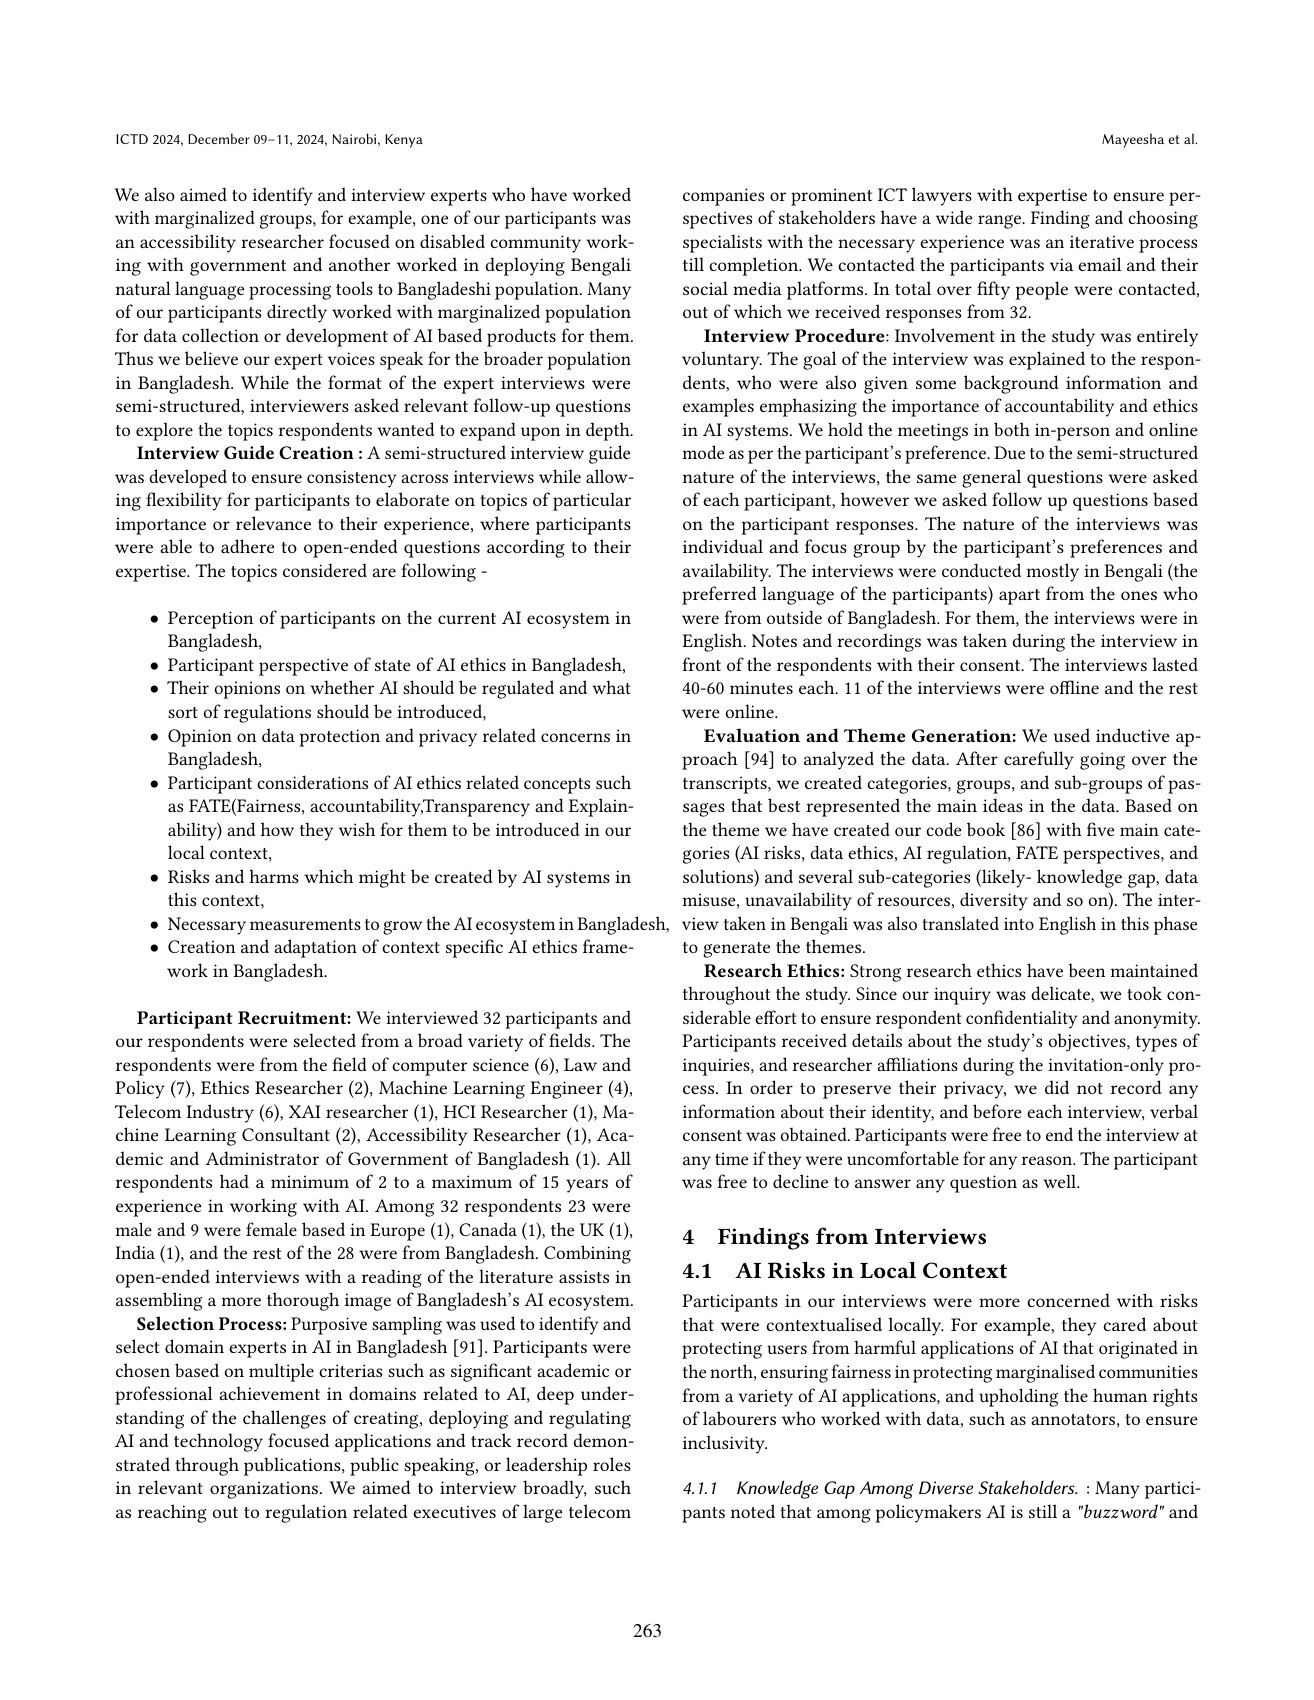 ICTD 2024, December 09–11, 2024, Nairobi, Kenya
Mayeesha et al.
We also aimed to identify and interview experts who have worked
with marginalized groups, for example, one of our participants was
an accessibility researcher focused on disabled community work-
ing with government and another worked in deploying Bengali
natural language processing tools to Bangladeshi population. Many
of our participants directly worked with marginalized population
for data collection or development of AI based products for them.
Thus we believe our expert voices speak for the broader population
in Bangladesh. While the format of the expert interviews were
semi-structured, interviewers asked relevant follow-up questions
to explore the topics respondents wanted to expand upon in depth.
Interview Guide Creation : A semi-structured interview guide
was developed to ensure consistency across interviews while allow-
ing flexibility for participants to elaborate on topics of particular
importance or relevance to their experience, where participants
were able to adhere to open-ended questions according to their
expertise. The topics considered are following -
• Perception of participants on the current AI ecosystem in
Bangladesh,
• Participant perspective of state of AI ethics in Bangladesh,
• Their opinions on whether AI should be regulated and what
sort of regulations should be introduced,
• Opinion on data protection and privacy related concerns in
Bangladesh,
• Participant considerations of AI ethics related concepts such
as FATE(Fairness, accountability,Transparency and Explain-
ability) and how they wish for them to be introduced in our
local context,
• Risks and harms which might be created by AI systems in
this context,
• Necessary measurements to grow the AI ecosystem in Bangladesh,
• Creation and adaptation of context specific AI ethics frame-
work in Bangladesh.
Participant Recruitment: We interviewed 32 participants and
our respondents were selected from a broad variety of fields. The
respondents were from the field of computer science (6), Law and
Policy (7), Ethics Researcher (2), Machine Learning Engineer (4),
Telecom Industry (6), XAI researcher (1), HCI Researcher (1), Ma-
chine Learning Consultant (2), Accessibility Researcher (1), Aca-
demic and Administrator of Government of Bangladesh (1). All
respondents had a minimum of 2 to a maximum of 15 years of
experience in working with AI. Among 32 respondents 23 were
male and 9 were female based in Europe (1), Canada (1), the UK (1),
India (1), and the rest of the 28 were from Bangladesh. Combining
open-ended interviews with a reading of the literature assists in
assembling a more thorough image of Bangladesh's AI ecosystem.
Selection Process: Purposive sampling was used to identify and
select domain experts in AI in Bangladesh [91]. Participants were
chosen based on multiple criterias such as significant academic or
professional achievement in domains related to AI, deep under-
standing of the challenges of creating, deploying and regulating
AI and technology focused applications and track record demon-
strated through publications, public speaking, or leadership roles
in relevant organizations. We aimed to interview broadly, such
as reaching out to regulation related executives of large telecom
companies or prominent ICT lawyers with expertise to ensure per-
spectives of stakeholders have a wide range. Finding and choosing
specialists with the necessary experience was an iterative process
till completion. We contacted the participants via email and their
social media platforms. In total over fifty people were contacted,
out of which we received responses from 32.
Interview Procedure: Involvement in the study was entirely
voluntary. The goal of the interview was explained to the respon-
dents, who were also given some background information and
examples emphasizing the importance of accountability and ethics
in AI systems. We hold the meetings in both in-person and online
mode as per the participant's preference. Due to the semi-structured
nature of the interviews, the same general questions were asked
of each participant, however we asked follow up questions based
on the participant responses. The nature of the interviews was
individual and focus group by the participant's preferences and
availability. The interviews were conducted mostly in Bengali (the
preferred language of the participants) apart from the ones who
were from outside of Bangladesh. For them, the interviews were in
English. Notes and recordings was taken during the interview in
front of the respondents with their consent. The interviews lasted
40-60 minutes each. 11 of the interviews were offline and the rest
were online.
Evaluation and Theme Generation: We used inductive ap-
proach [94] to analyzed the data. After carefully going over the
transcripts, we created categories, groups, and sub-groups of pas-
sages that best represented the main ideas in the data. Based on
the theme we have created our code book [86] with five main cate-
gories (AI risks, data ethics, AI regulation, FATE perspectives, and
solutions) and several sub-categories (likely- knowledge gap, data
misuse, unavailability of resources, diversity and so on). The inter-
view taken in Bengali was also translated into English in this phase
to generate the themes.
Research Ethics: Strong research ethics have been maintained
throughout the study. Since our inquiry was delicate, we took con-
siderable effort to ensure respondent confidentiality and anonymity.
Participants received details about the study's objectives, types of
inquiries, and researcher affiliations during the invitation-only pro-
cess. In order to preserve their privacy, we did not record any
information about their identity, and before each interview, verbal
consent was obtained. Participants were free to end the interview at
any time if they were uncomfortable for any reason. The participant
was free to decline to answer any question as well.
4 Findings from Interviews
4.1 AI Risks in Local Context
Participants in our interviews were more concerned with risks
that were contextualised locally. For example, they cared about
protecting users from harmful applications of AI that originated in
the north, ensuring fairness in protecting marginalised communities
from a variety of AI applications, and upholding the human rights
of labourers who worked with data, such as annotators, to ensure
inclusivity.
4.1.1 Knowledge Gap Among Diverse Stakeholders. : Many partici-
pants noted that among policymakers AI is still a "buzzword" and
263